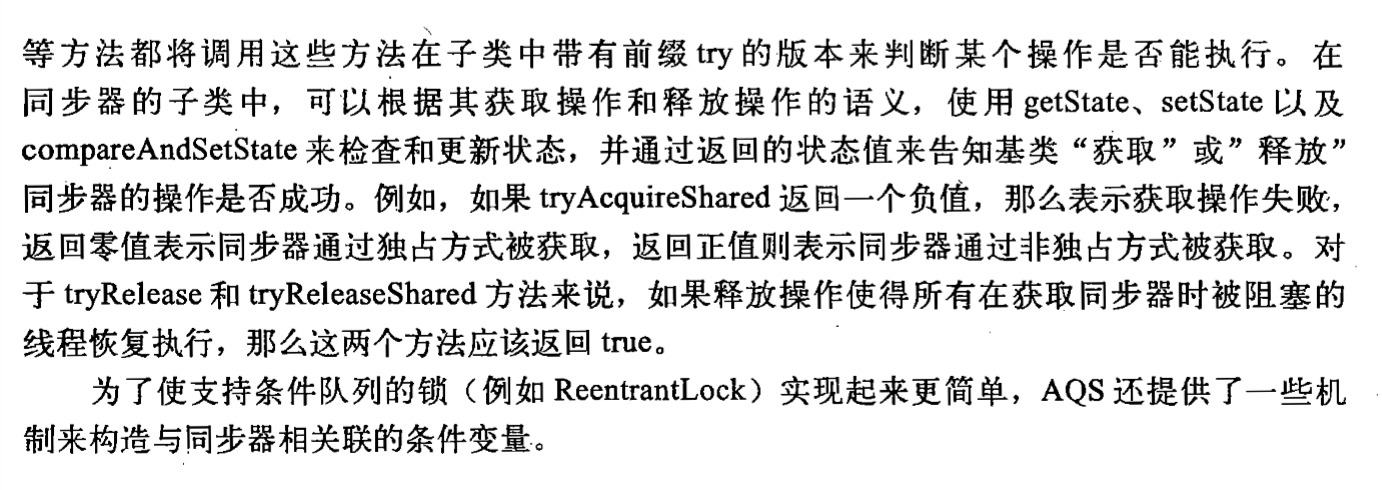 等方法都将调用这些方法在子类中带有前缀 try 的版本来判断某个操作是否能执行。在
同步器的子类中，可以根据其获取操作和释放操作的语义，使用 getState、setState 以及
compareAndSetState 来检查和更新状态，并通过返回的状态值来告知基类“获取”或”释放”
同步器的操作是否成功。例如，如果 tryAcquireShared 返回一个负值，那么表示获取操作失败，
返回零值表示同步器通过独占方式被获取，返回正值则表示同步器通过非独占方式被获取。对
于 tryRelease 和 tryReleaseShared 方法来说，如果释放操作使得所有在获取同步器时被阻塞的
线程恢复执行，那么这两个方法应该返回 true。
为了使支持条件队列的锁（例如 ReentrantLock）实现起来更简单，AQS 还提供了一些机
制来构造与同步器相关联的条件变量。